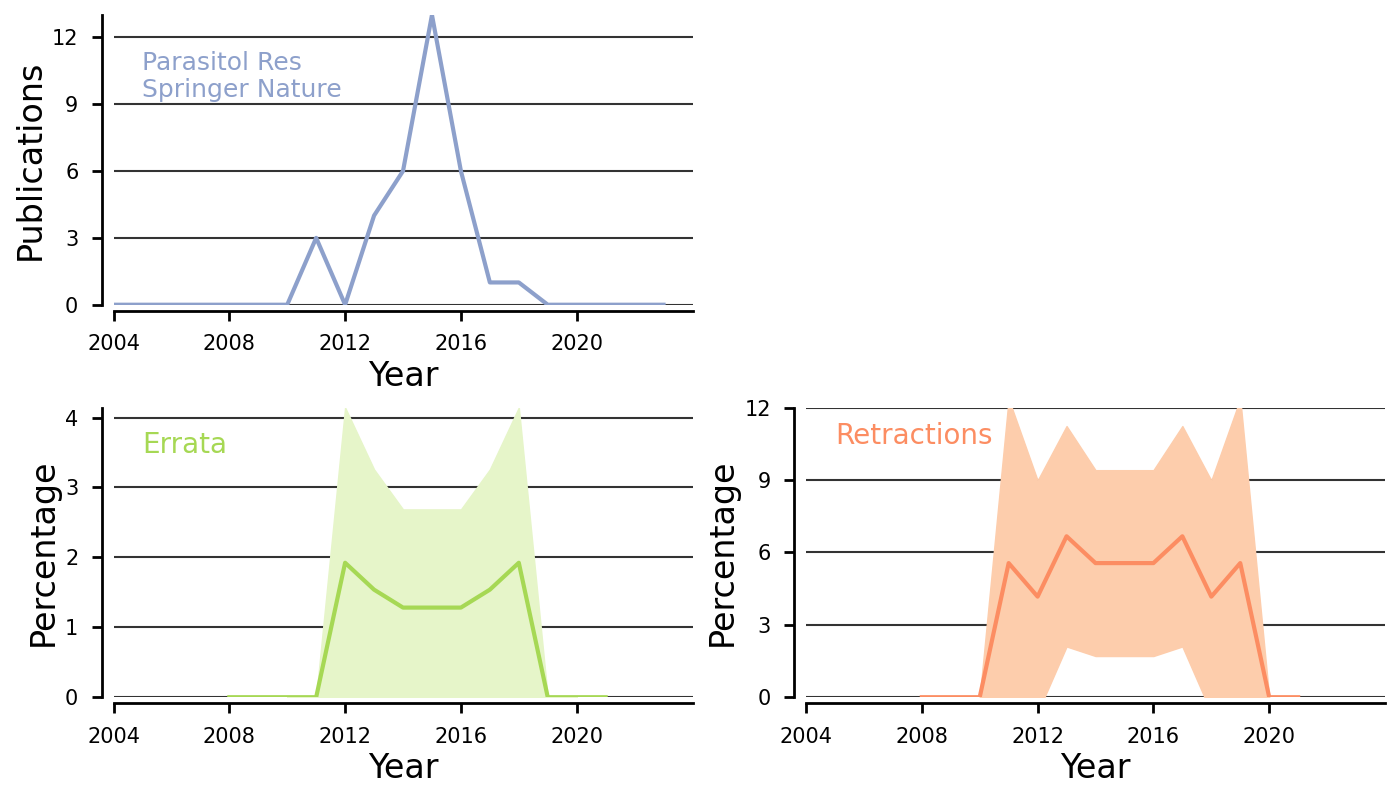 Publications
12
9
6
3
0
Parasitol Res
Springer Nature
2004 2008 2012 2016 2020
Year
Percentage
4
3
2
1
0
Errata
2004 2008 2012 2016 2020
Year
Percentage
12
9
6
3
0
Retractions
2004 2008 2012 2016 2020
Year